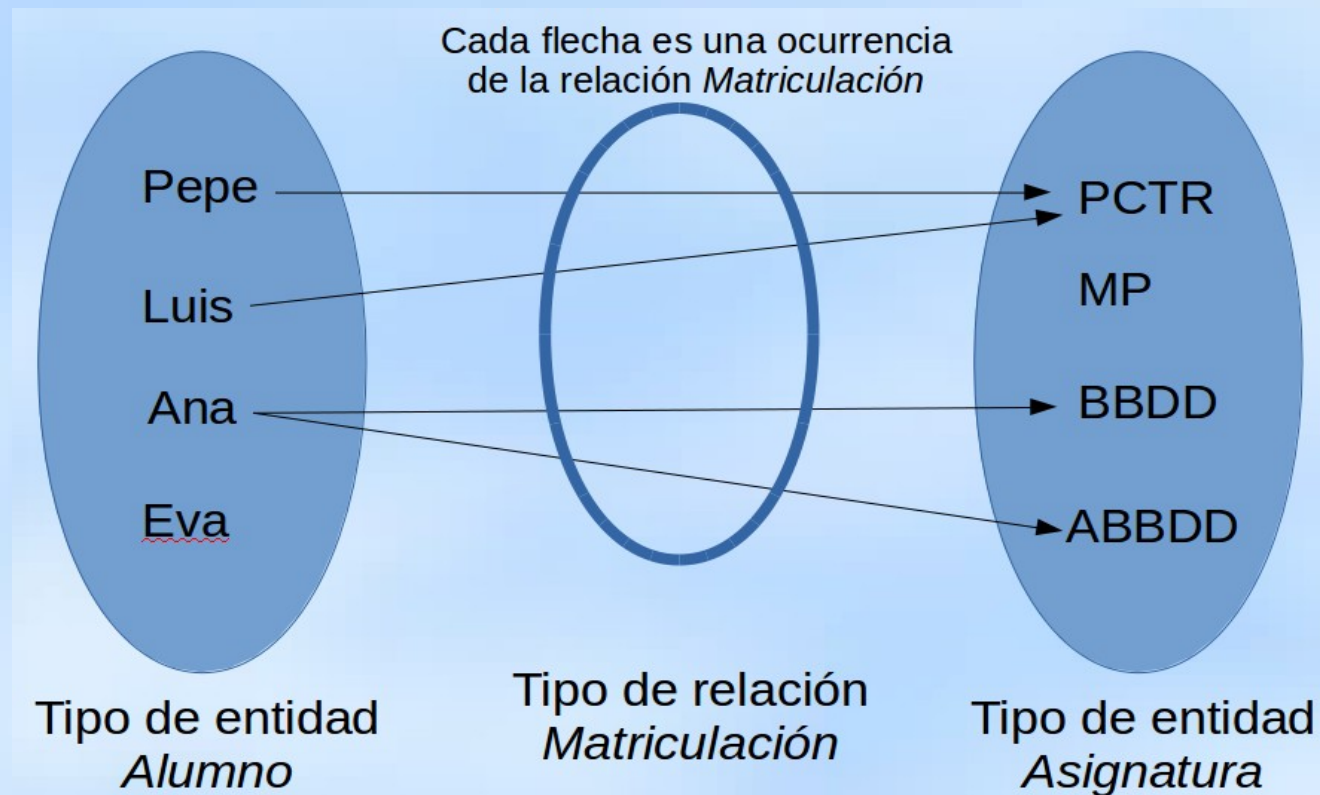 Cada flecha es una ocurrencia
de la relación Matriculación
Pepe
Luis
Ana
Eva
PCTR
MP
BBDD
ABBDD
Tipo de entidad
Alumno
Tipo de relación
Matriculación
Tipo de entidad
Asignatura